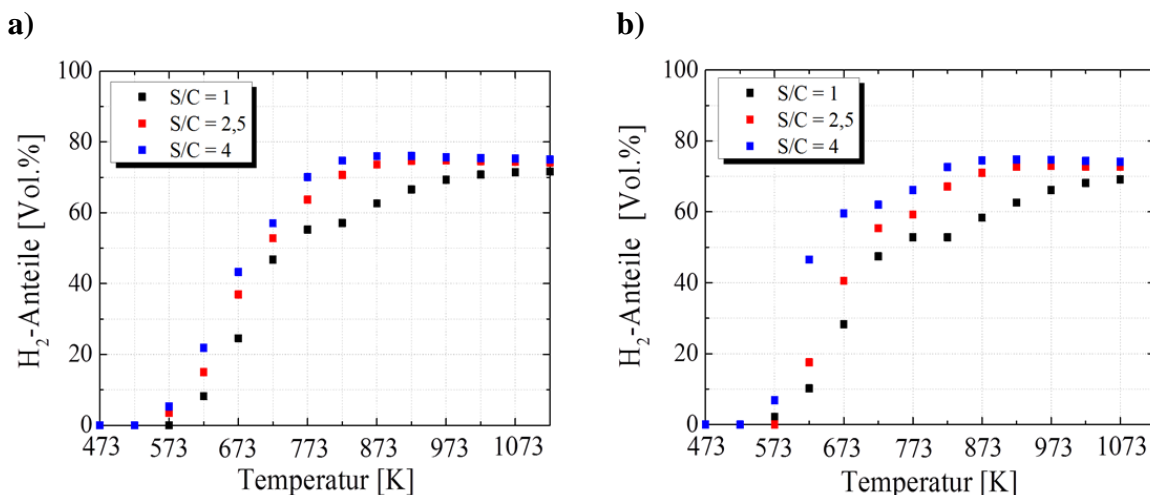 a)
100
80
60
40
20
0
H2-Anteile [Vol.%]
S/C = 1
S/C = 2,5
S/C = 4
473 573 673 773 873 973 1073
Temperatur [K]
b)
100
80
60
40
20
0
H2-Anteile [Vol.%]
S/C = 1
S/C = 2,5
S/C = 4
473 573 673 773 873 973 1073
Temperatur [K]